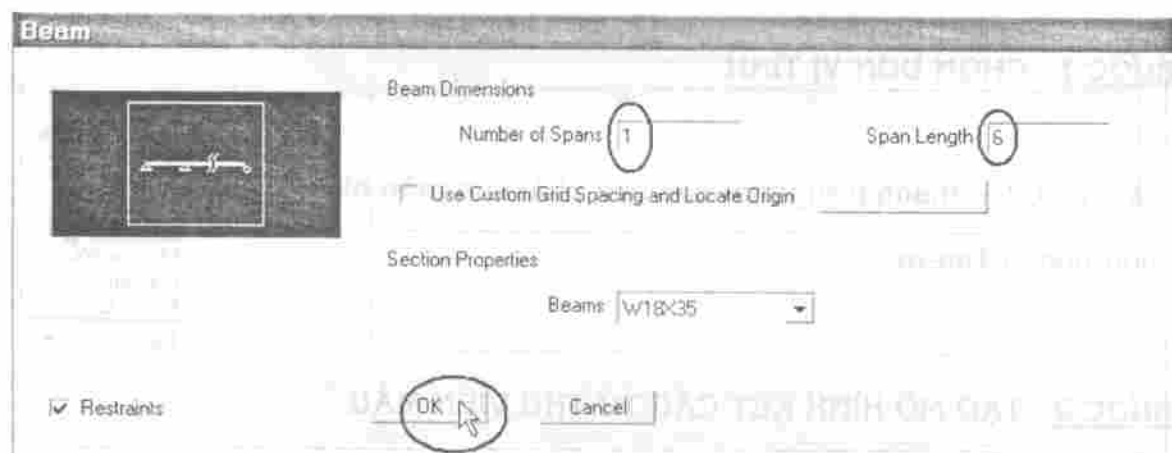 Beam
Beam Dimensions
Number of Spans 1 Span Length 6
Use Custom Grid Spacing and Locate Origin
Section Properties
Beams W18X35
Restraints OK Cancel